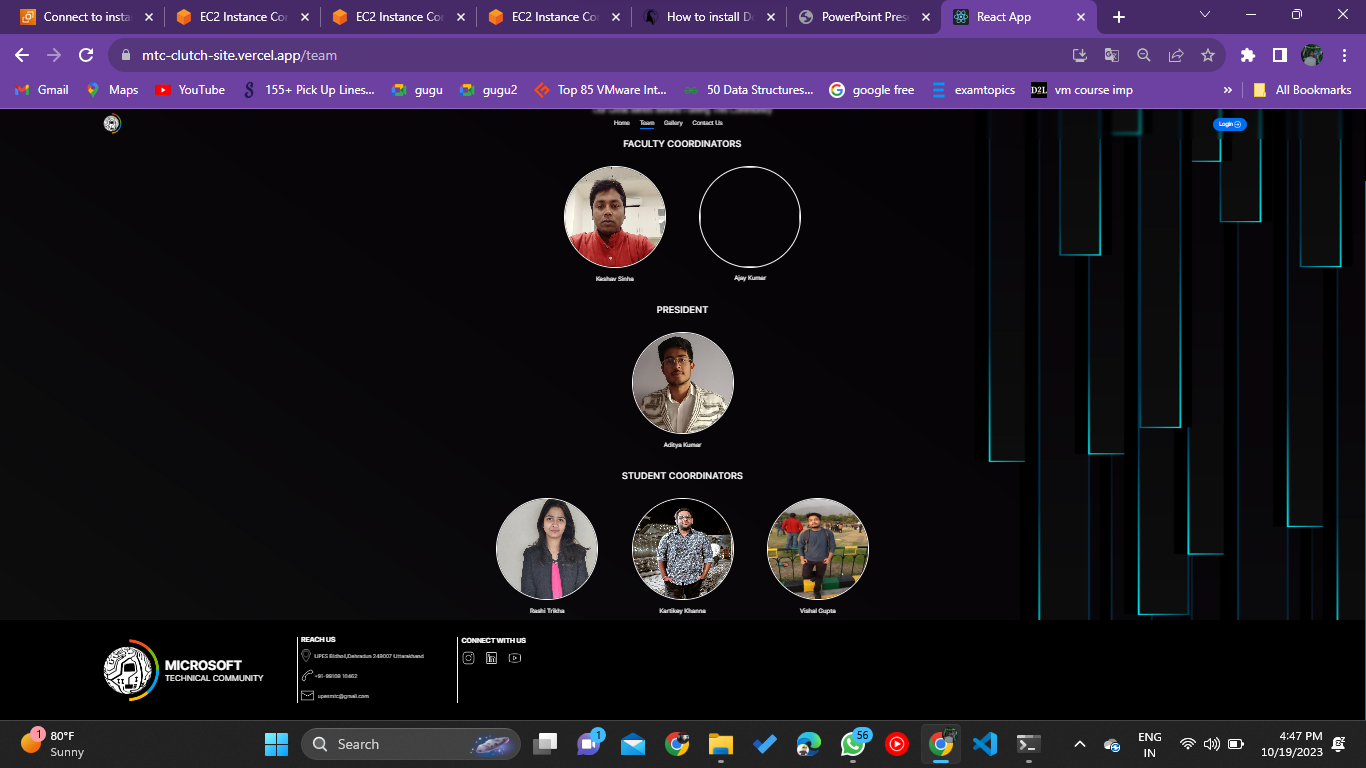 Connect to insta
EC2 Instance Co
EC2 Instance Co
EC2 Instance Co
How to install D
PowerPoint Pres
React App
mtc-clutch-site.vercel.app/team
Gmail
Maps
YouTube
155+ Pick Up Lines...
gugu
gugu2
Top 85 VMware Int...
50 Data Structures...
google free
examtopics
D2L
vm course imp
»
All Bookmarks
Home
Team
Gallery
Contact Us
Login
FACULTY COORDINATORS
Keshav Sinha
Ajay Kumar
PRESIDENT
Aditya Kumar
STUDENT COORDINATORS
Rashi Trikha
Kartikey Khanna
Vishal Gupta
MICROSOFT
TECHNICAL COMMUNITY
REACH US
UPES Bidholi,Dehradun 248007 Uttarakhand
+91-99108 10462
upesmtc@gmail.com
CONNECT WITH US
1
80°F
Sunny
Search
1
56
ENG
IN
4:47 PM
10/19/2023